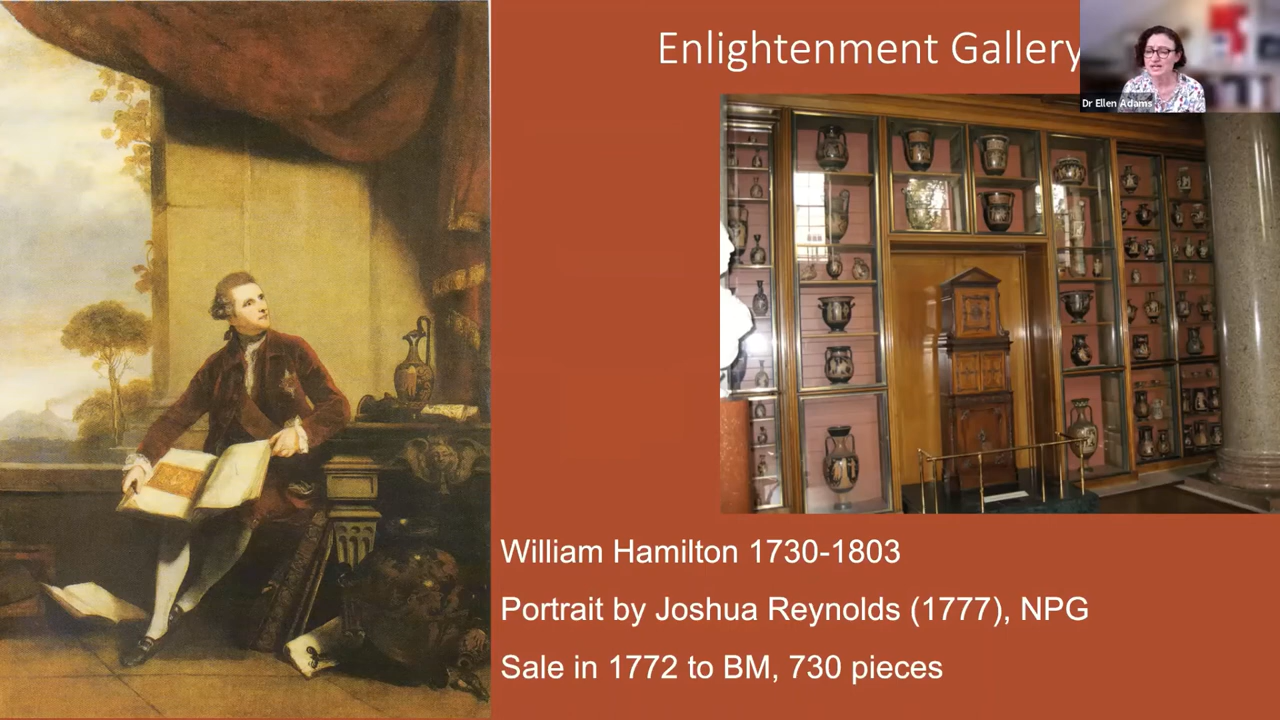 Enlightenment Gallery
Dr Ellen Adams
William Hamilton 1730-1803
Portrait by Joshua Reynolds (1777), NPG
Sale in 1772 to BM, 730 pieces